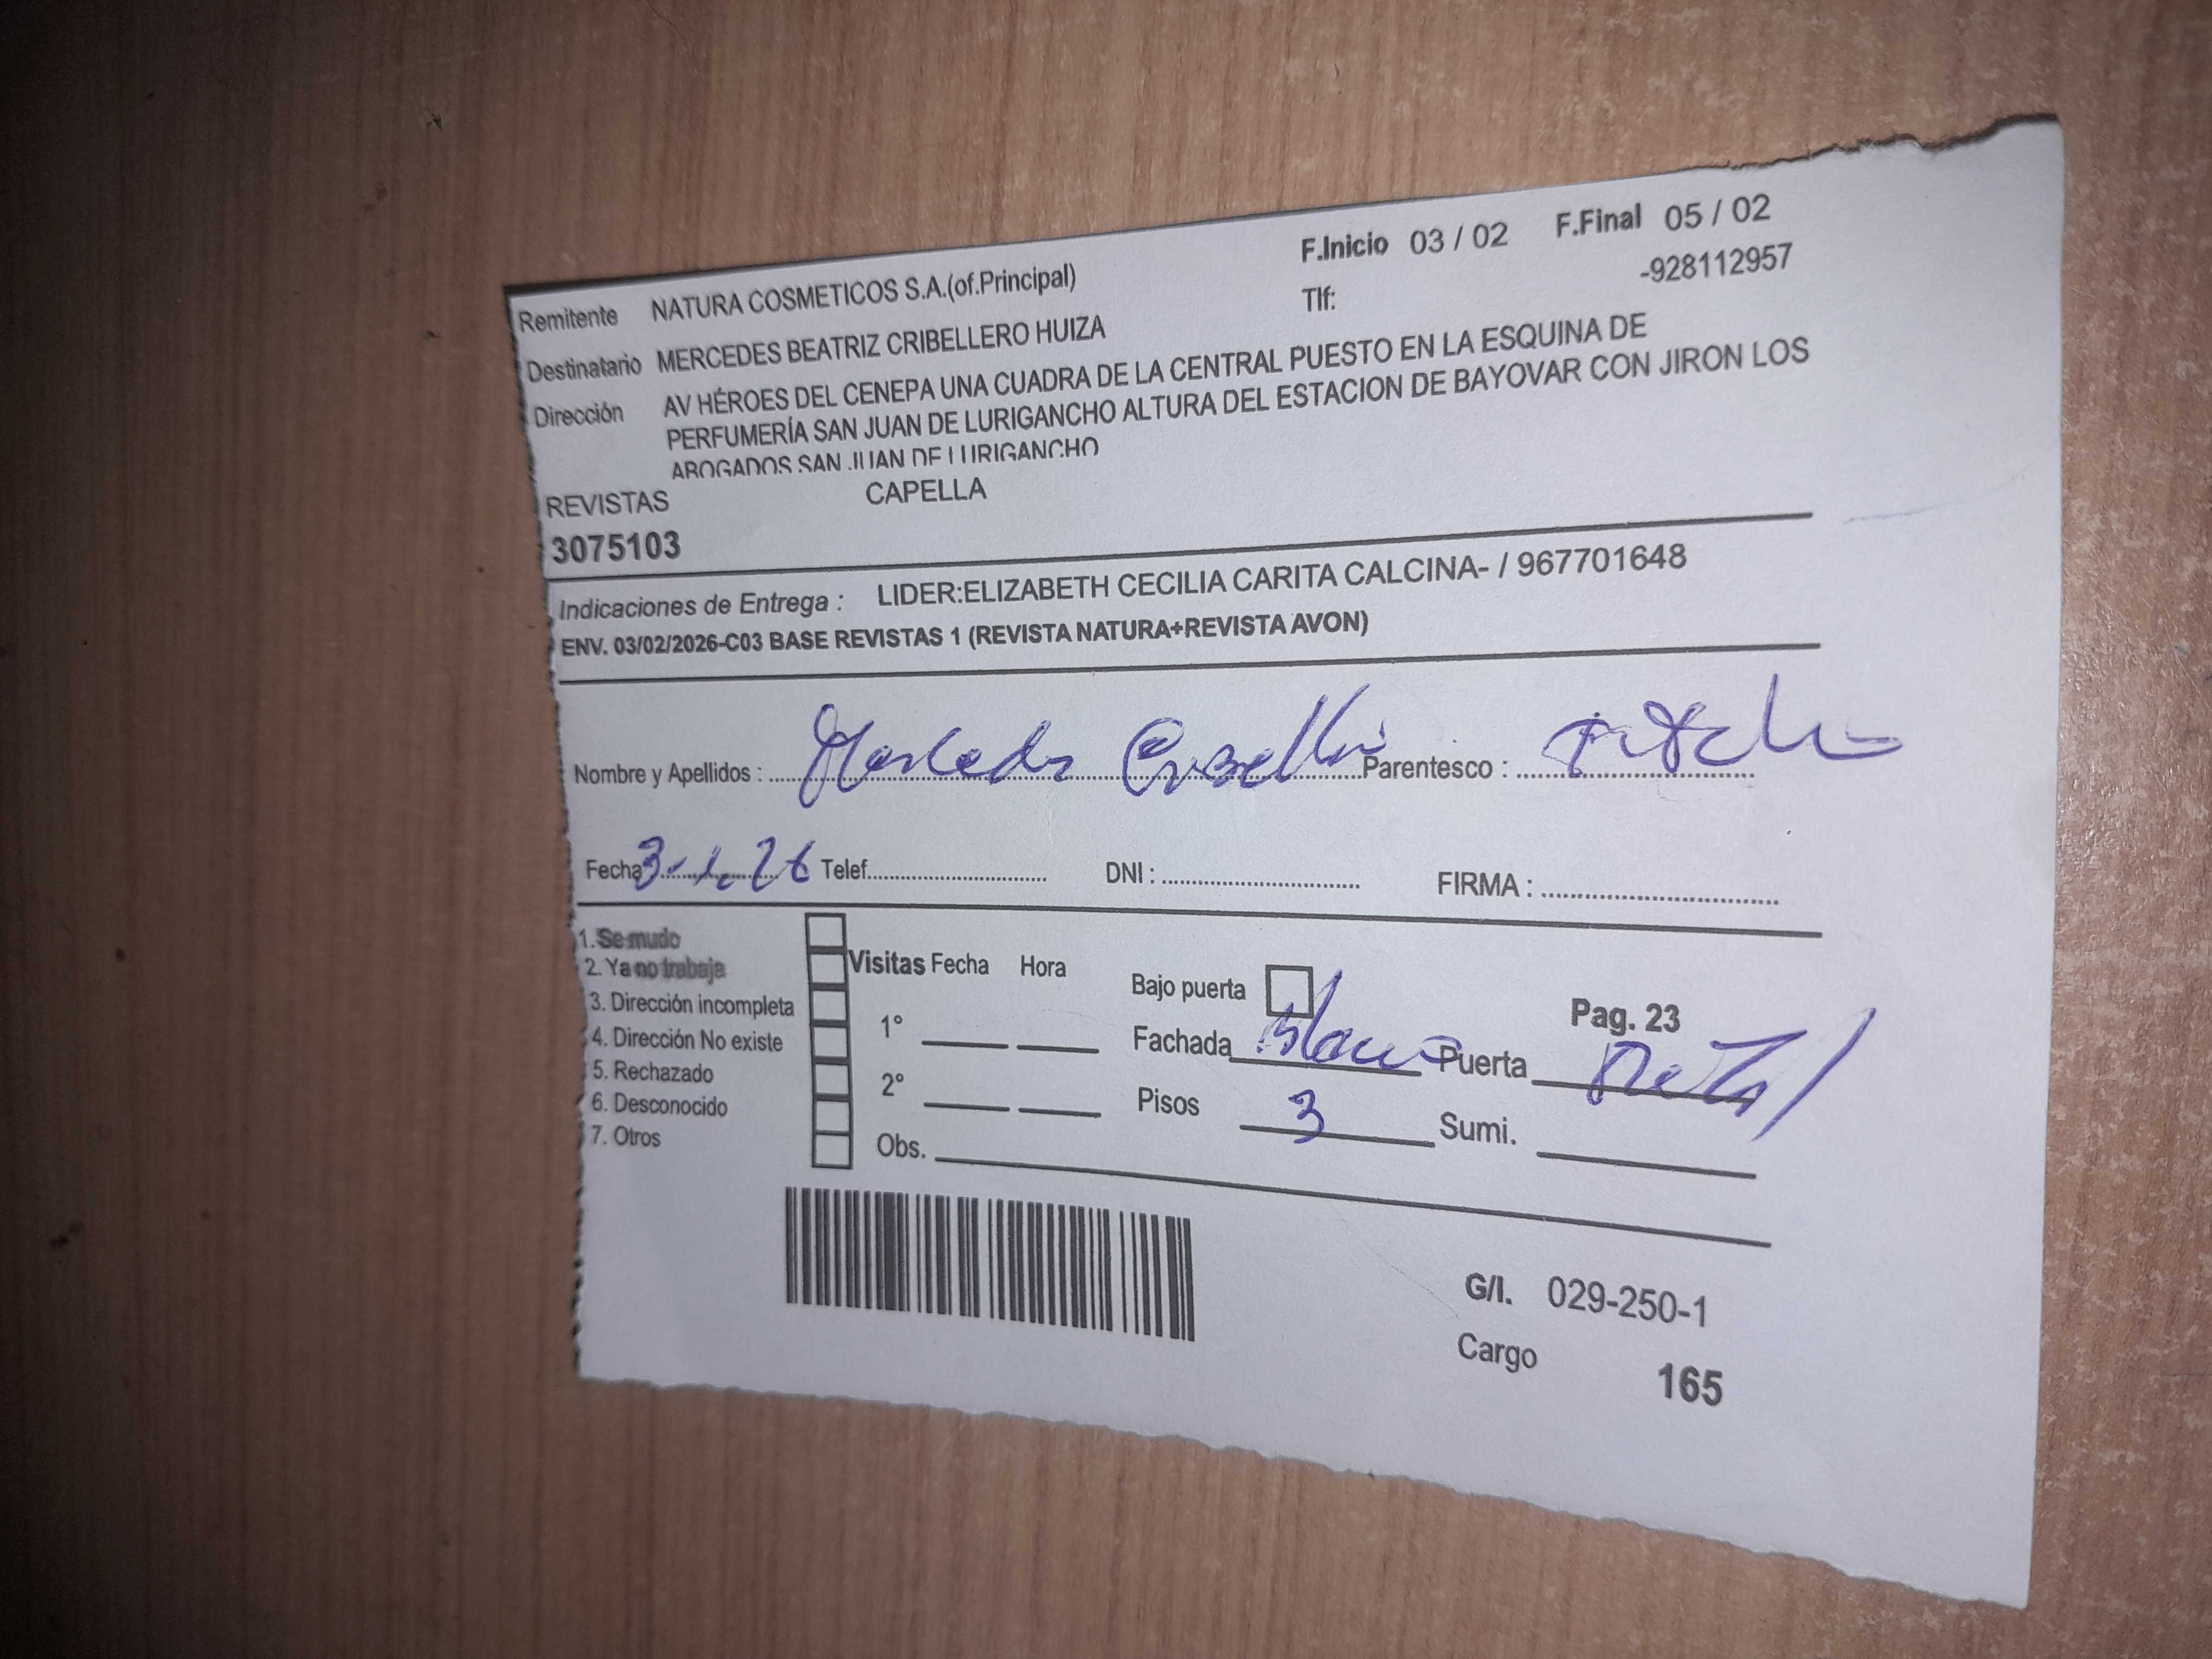 Remitente NATURA COSMETICOS S.A.(of.Principal) F.Inicio 03 / 02 F.Final 05 / 02
Destinatario MERCEDES BEATRIZ CRIBELLERO HUIZA Tlf: -928112957
Dirección AV HÉROES DEL CENEPA UNA CUADRA DE LA CENTRAL PUESTO EN LA ESQUINA DE
PERFUMERÍA SAN JUAN DE LURIGANCHO ALTURA DEL ESTACION DE BAYOVAR CON JIRON LOS
ABOGADOS SAN JUAN DE LURIGANCHO
REVISTAS CAPELLA
3075103
Indicaciones de Entrega : LIDER:ELIZABETH CECILIA CARITA CALCINA- / 967701648
ENV. 03/02/2026-C03 BASE REVISTAS 1 (REVISTA NATURA+REVISTA AVON)
Nombre y Apellidos : Parentesco :
Fecha 3-1-26 Telef. DNI : FIRMA :
1. Se mudo
2. Ya no trabaja
3. Dirección incompleta
4. Dirección No existe
5. Rechazado
6. Desconocido
7. Otros
Visitas Fecha Hora
1°
2°
Obs.
Bajo puerta Pag. 23
Fachada Puerta
Pisos 3 Sumi.
G/I. 029-250-1
Cargo 165